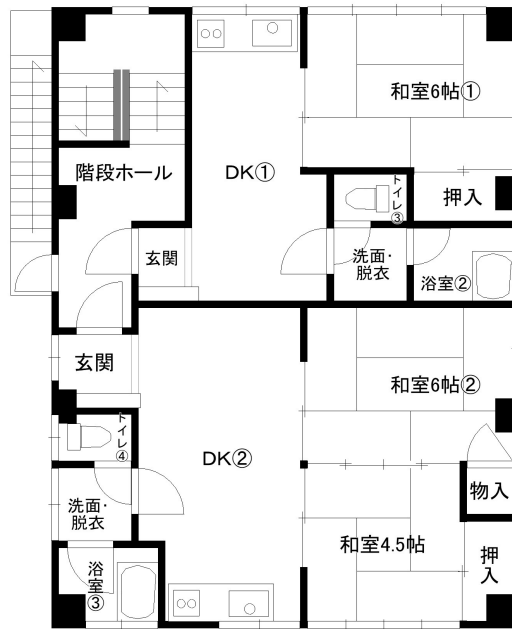 和室6帖①
階段ホール
DK①
トイレ③
押入
玄関
洗面・
脱衣
浴室②
玄関
和室6帖②
トイレ④
DK②
物入
洗面・
脱衣
和室4.5帖
押入
浴室③